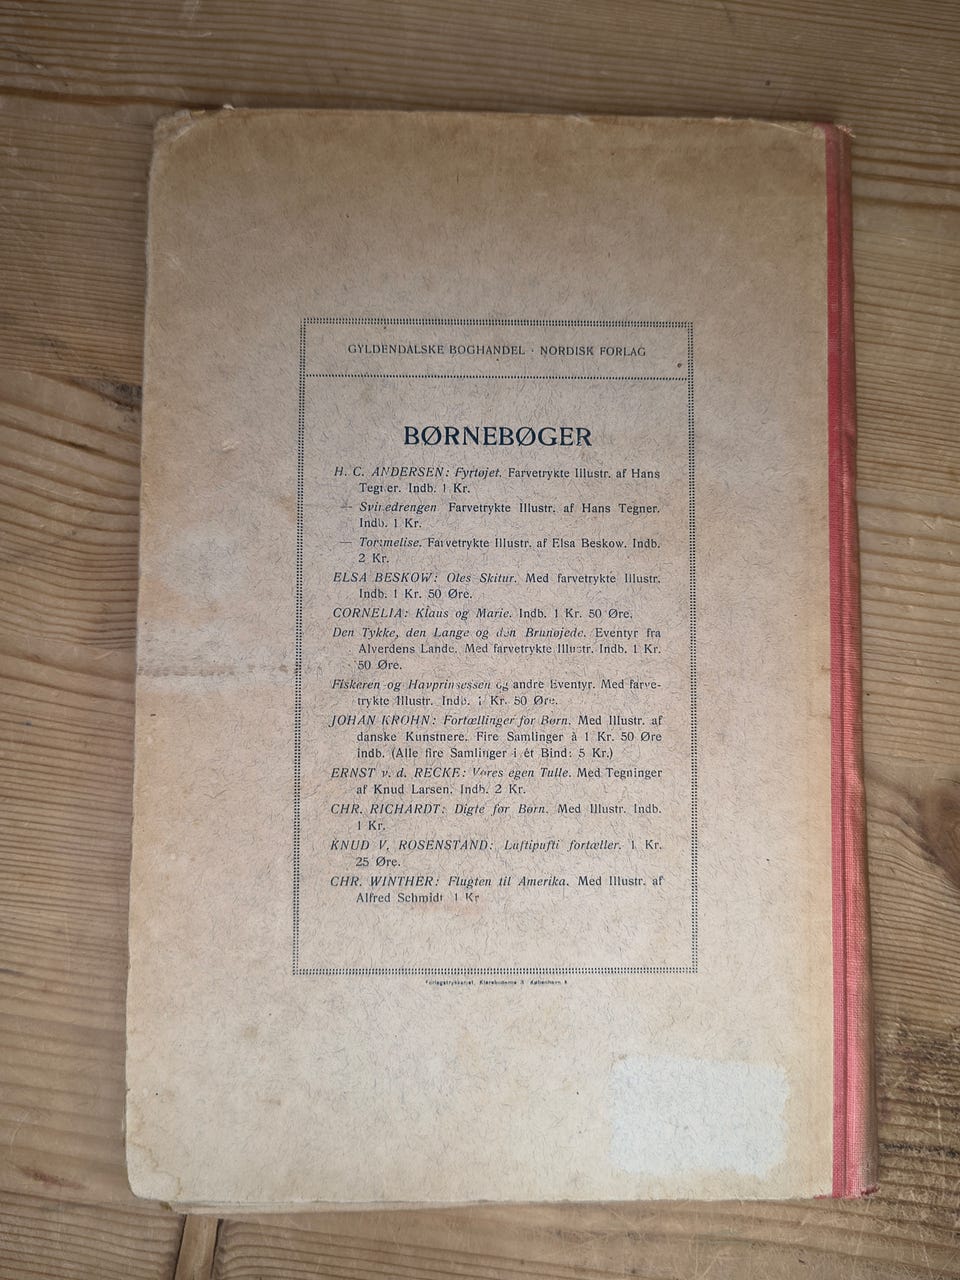 GYLDENDALSKE BOGHANDEL · NORDISK FORLAG
BØRNEBØGER
H. C. ANDERSEN: Fyrtøjet. Farvetrykte Illustr. af Hans
Tegner. Indb. 1 Kr.
— Svinedrengen Farvetrykte Illustr. af Hans Tegner.
Indb. 1 Kr.
— Tommelise. Farvetrykte Illustr. af Elsa Beskow. Indb.
2 Kr.
ELSA BESKOW: Oles Skitur. Med farvetrykte Illustr.
Indb. 1 Kr. 50 Øre.
CORNELIA: Klaus og Marie. Indb. 1 Kr. 50 Øre.
Den Tykke, den Lange og den Brunøjede. Eventyr fra
Alverdens Lande. Med farvetrykte Illustr. Indb. 1 Kr.
50 Øre.
Fiskeren og Havprinsessen og andre Eventyr. Med farve-
trykte Illustr. Indb. 1 Kr. 50 Øre.
JOHAN KROHN: Fortællinger for Børn. Med Illustr. af
danske Kunstnere. Fire Samlinger à 1 Kr. 50 Øre
indb. (Alle fire Samlinger i ét Bind: 5 Kr.)
ERNST v. d. RECKE: Vores egen Tulle. Med Tegninger
af Knud Larsen. Indb. 2 Kr.
CHR. RICHARDT: Digte for Børn. Med Illustr. Indb.
1 Kr.
KNUD V. ROSENSTAND: Luftipufti fortæller. 1 Kr.
25 Øre.
CHR. WINTHER: Flugten til Amerika. Med Illustr. af
Alfred Schmidt 1 Kr
Forlagstrykkeriet, Klareboderne 3 København K